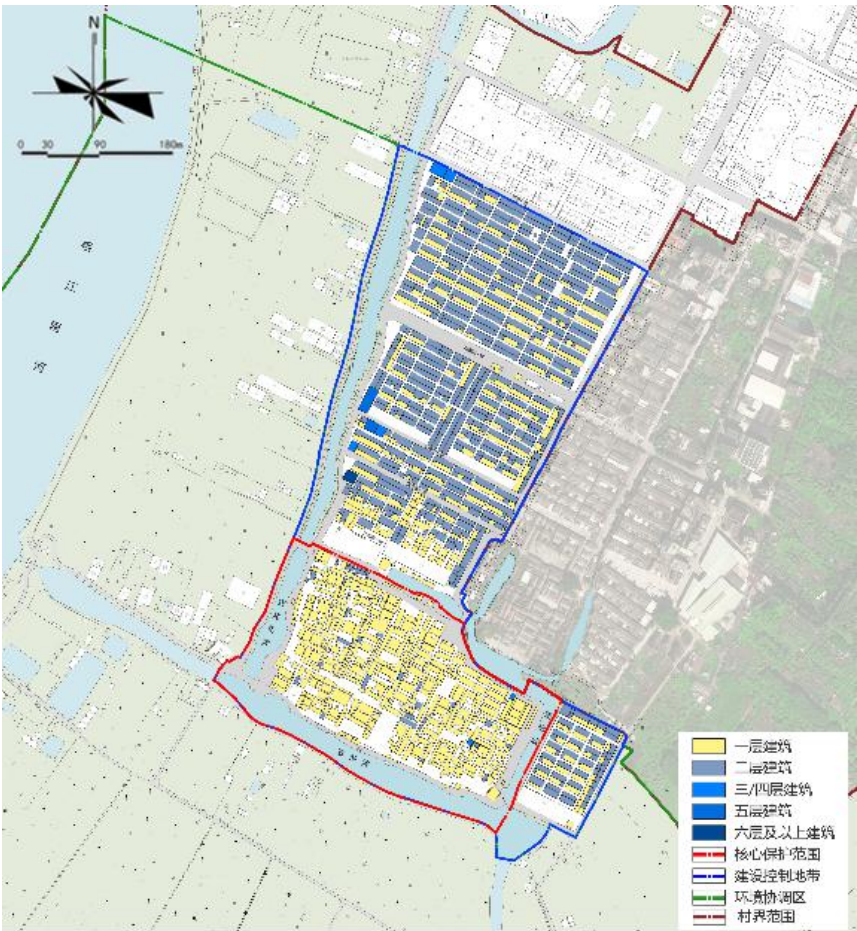 N
0 30 90 180m
一层建筑
二层建筑
三/四层建筑
五层建筑
六层及以上建筑
核心保护范围
建设控制地带
环境协调区
村界范围